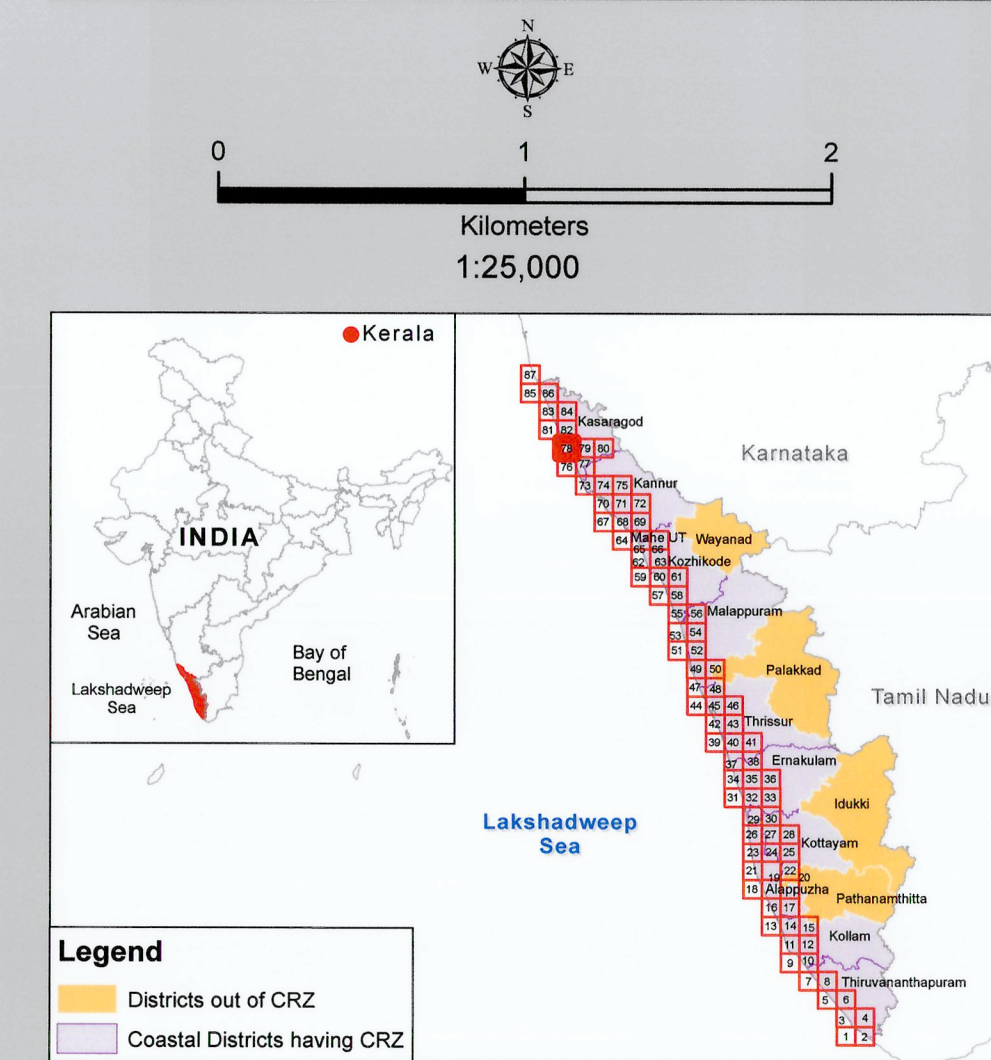 N
W E
S
0 1 2
Kilometers
1:25,000
Kerala
INDIA
Arabian
Sea
Bay of
Bengal
Lakshadweep
Sea
87
85 86
83 84
Kasaragod
81 82
78 79 80
Karnataka
76 77
73 74 75 Kannur
70 71 72
67 68 69
64 Mahe UT Wayanad
65 66
62 63 Kozhikode
59 60 61
57 58
55 56 Malappuram
53 54
51 52
49 50 Palakkad
47 48
Tamil Nadu
44 45 46
42 43 Thrissur
39 40 41
37 38 Ernakulam
34 35 36
31 32 33
Idukki
Lakshadweep
Sea
29 30
26 27 28
Kottayam
23 24 25
21 22
19 20
18 Alappuzha
Pathanamthitta
16 17
13 14 15
Kollam
11 12
9 10
7 8 Thiruvananthapuram
5 6
3 4
1 2
Legend
Districts out of CRZ
Coastal Districts having CRZ